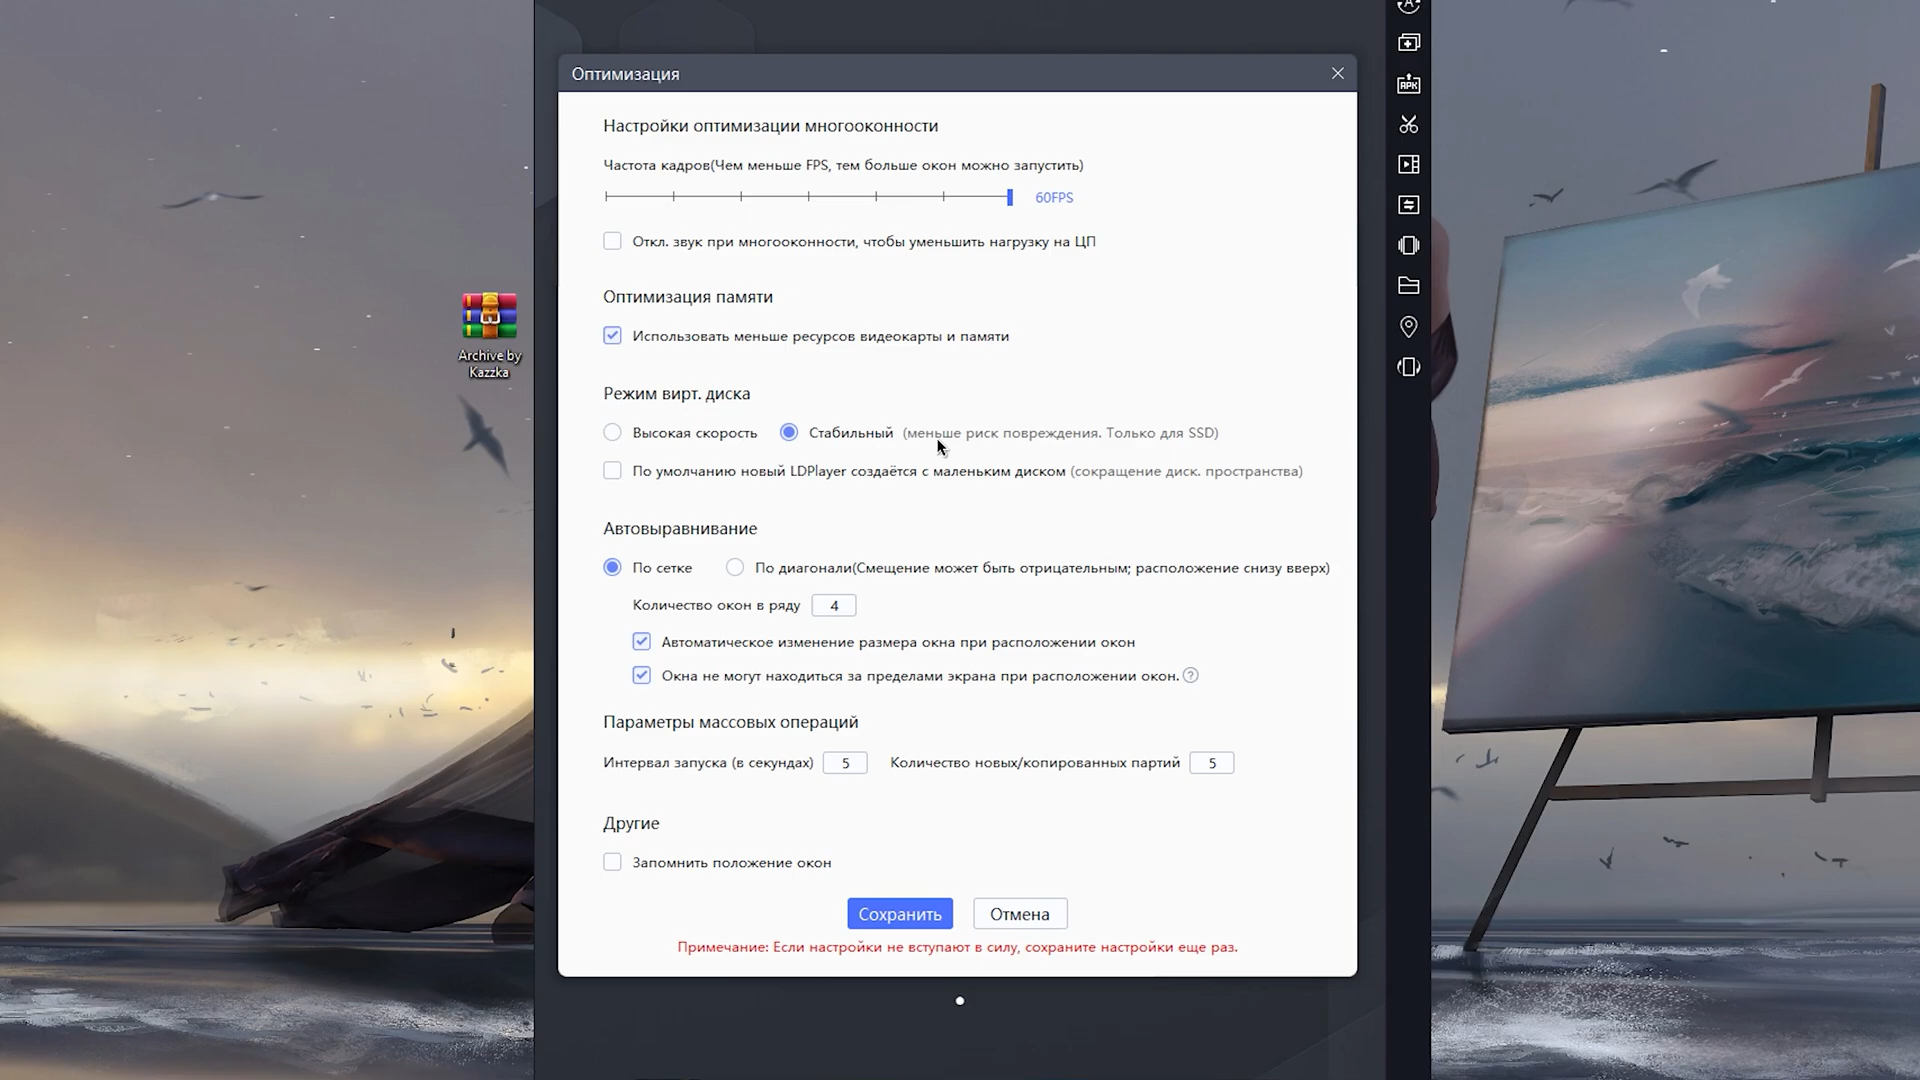 Оптимизация
APK
Настройки оптимизации многооконности
Частота кадров(Чем меньше FPS, тем больше окон можно запустить)
60FPS
Откл. звук при многооконности, чтобы уменьшить нагрузку на ЦП
Оптимизация памяти
Использовать меньше ресурсов видеокарты и памяти
Archive by
Kazzka
Режим вирт. диска
Высокая скорость Стабильный (меньше риск повреждения. Только для SSD)
По умолчанию новый LDPlayer создаётся с маленьким диском (сокращение диск. пространства)
Автовыравнивание
По сетке По диагонали(Смещение может быть отрицательным; расположение снизу вверх)
Количество окон в ряду 4
Автоматическое изменение размера окна при расположении окон
Окна не могут находиться за пределами экрана при расположении окон. ?
Параметры массовых операций
Интервал запуска (в секундах) 5 Количество новых/копированных партий 5
Другие
Запомнить положение окон
Сохранить Отмена
Примечание: Если настройки не вступают в силу, сохраните настройки еще раз.